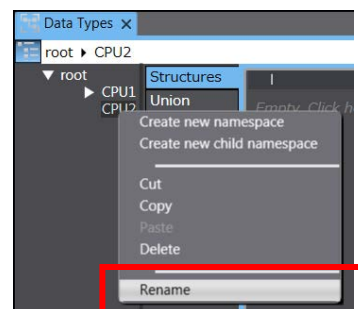 Data Types
root CPU2
root
Structures
CPU1
CPU2
Union
Empty. Click h
Create new namespace
Create new child namespace
Cut
Copy
Paste
Delete
Rename